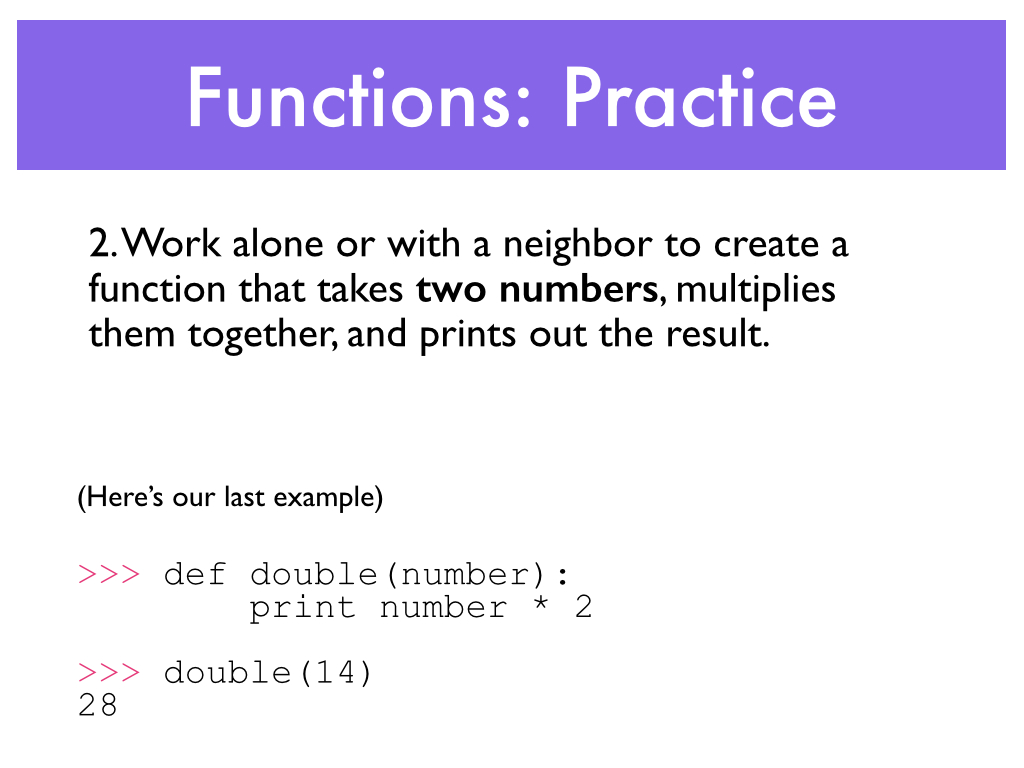 Functions: Practice
2. Work alone or with a neighbor to create a
function that takes two numbers, multiplies
them together, and prints out the result.
(Here’s our last example)
>>> def double(number):
        print number * 2
>>> double(14)
28